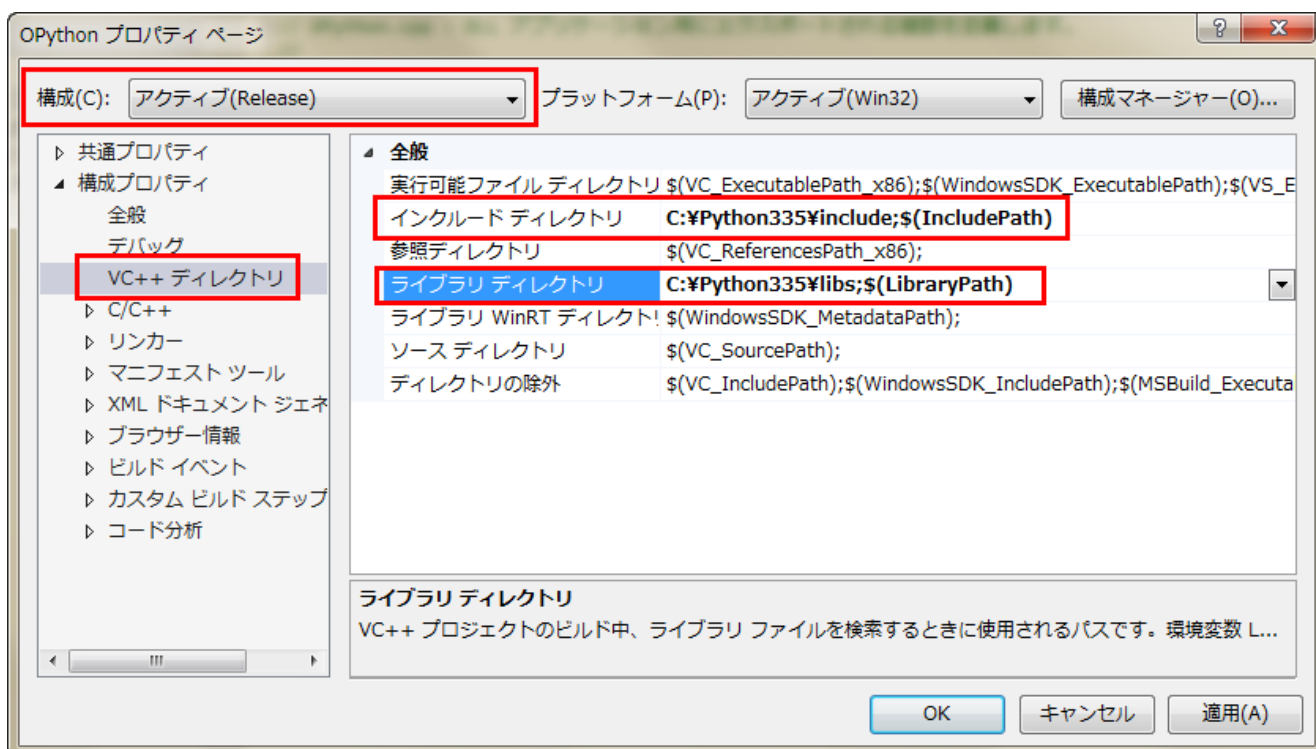 OPython プロパティ ページ
構成(C): アクティブ(Release) プラットフォーム(P): アクティブ(Win32) 構成マネージャー(O)...
共通プロパティ
構成プロパティ
全般
デバッグ
VC++ ディレクトリ
C/C++
リンカー
マニフェスト ツール
XML ドキュメント ジェネ
ブラウザー情報
ビルド イベント
カスタム ビルド ステップ
コード分析
全般
実行可能ファイル ディレクトリ $(VC_ExecutablePath_x86);$(WindowsSDK_ExecutablePath);$(VS_E
インクルード ディレクトリ C:¥Python335¥include;$(IncludePath)
参照ディレクトリ $(VC_ReferencesPath_x86);
ライブラリ ディレクトリ C:¥Python335¥libs;$(LibraryPath)
ライブラリ WinRT ディレクトリ $(WindowsSDK_MetadataPath);
ソース ディレクトリ $(VC_SourcePath);
ディレクトリの除外 $(VC_IncludePath);$(WindowsSDK_IncludePath);$(MSBuild_Executa
ライブラリ ディレクトリ
VC++ プロジェクトのビルド中、ライブラリ ファイルを検索するときに使用されるパスです。環境変数 L...
OK キャンセル 適用(A)